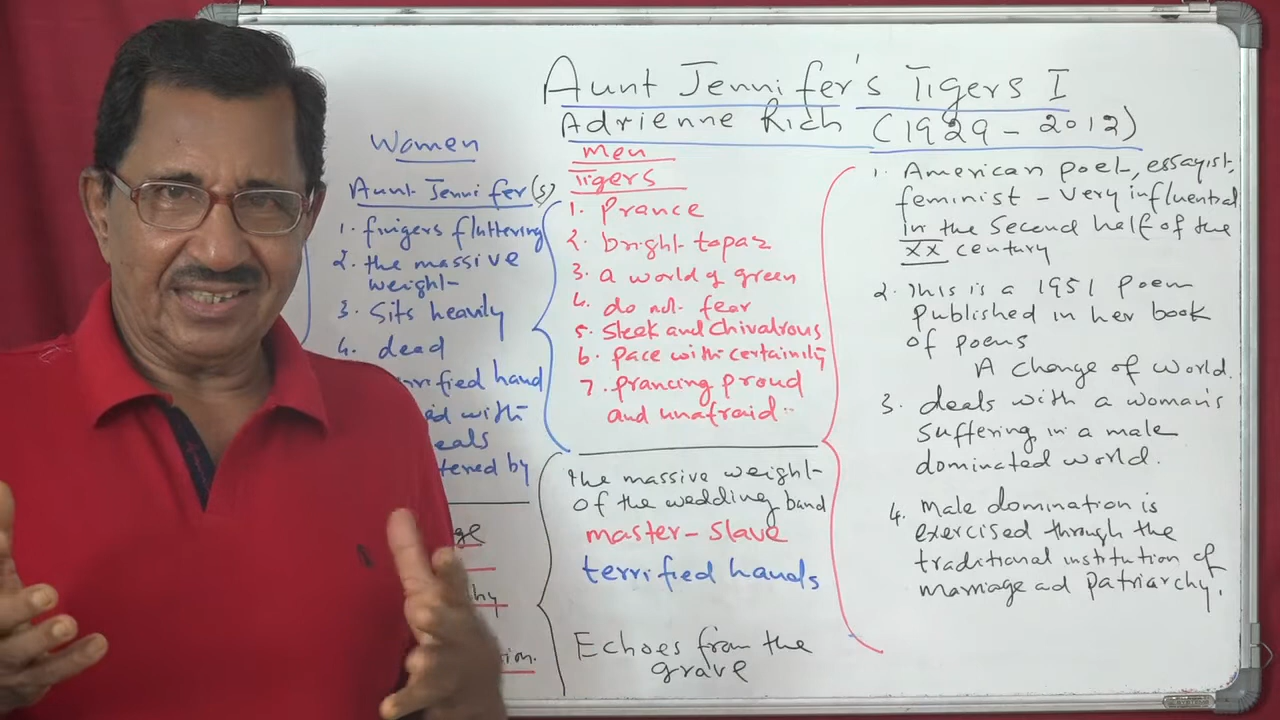 Aunt Jennifer's Tigers I
Adrienne Rich (1929-2012)
Women
Aunt Jennifer(s)
1. fingers fluttering
2. the massive
weight
3. Sits heavily
4. dead
hand
with
by
Men
Tigers
1. Prance
2. bright topaz
3. a world of green
4. do not fear
5. Sleek and Chivalrous
6. pace with certainity
7. prancing proud
and unafraid..
the massive weight
of the wedding band
master-slave
terrified hands
Echoes from the
grave
1. American poet, essayist,
feminist - Very influential
in the Second half of the
XX century
2. This is a 1951 poem
published in her book
of poems
A Change of World.
3. deals with a woman's
suffering in a male
dominated world.
4. Male domination is
exercised through the
traditional institution of
Marriage ad Patriarchy.